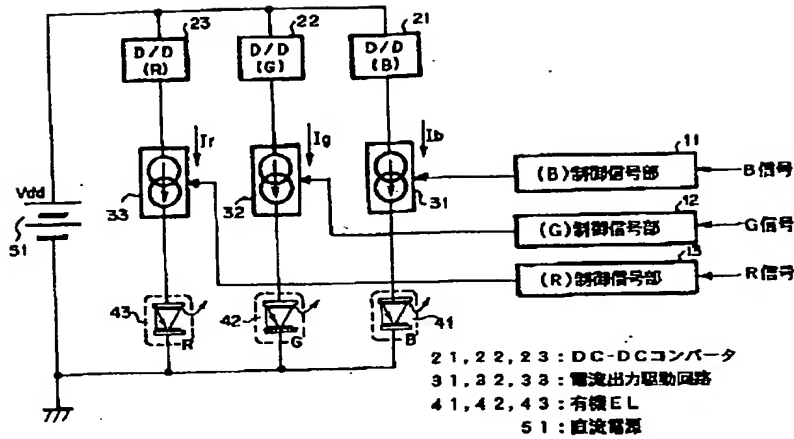 23
22
21
D/D
(R)
D/D
(G)
D/D
(B)
Ir
Ig
Ib
11
(B)制御信号部
B信号
Vdd
33
32
31
12
(G)制御信号部
G信号
51
13
(R)制御信号部
R信号
43
42
41
R
G
B
21,22,23:DC-DCコンバータ
31,32,33:電流出力駆動回路
41,42,43:有機EL
51:直流電源